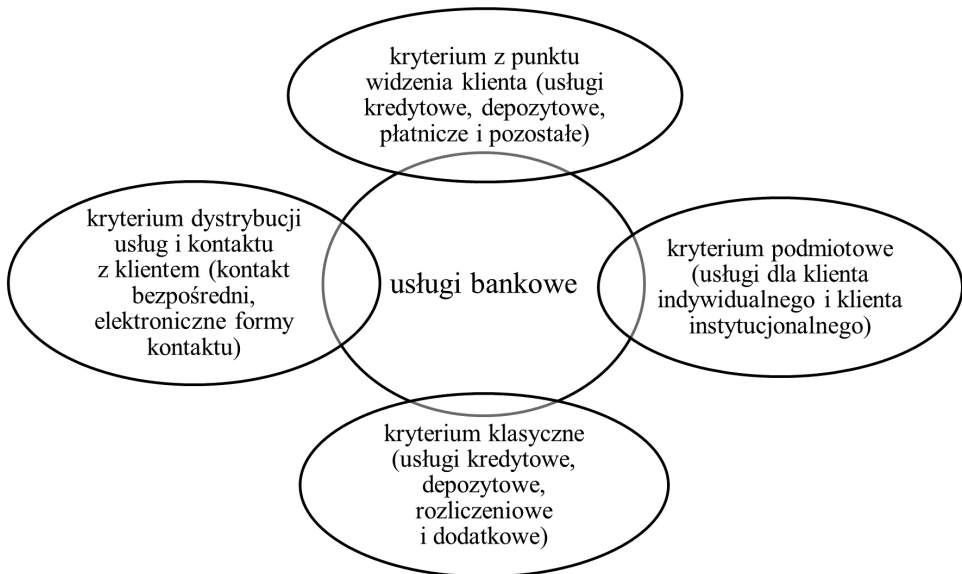 kryterium z punktu
widzenia klienta (usługi
kredytowe, depozytowe,
płatnicze i pozostałe)
kryterium dystrybucji
usług i kontaktu
z klientem (kontakt
bezpośredni,
elektroniczne formy
kontaktu)
usługi bankowe
kryterium podmiotowe
(usługi dla klienta
indywidualnego i klienta
instytucjonalnego)
kryterium klasyczne
(usługi kredytowe,
depozytowe,
rozliczeniowe
i dodatkowe)